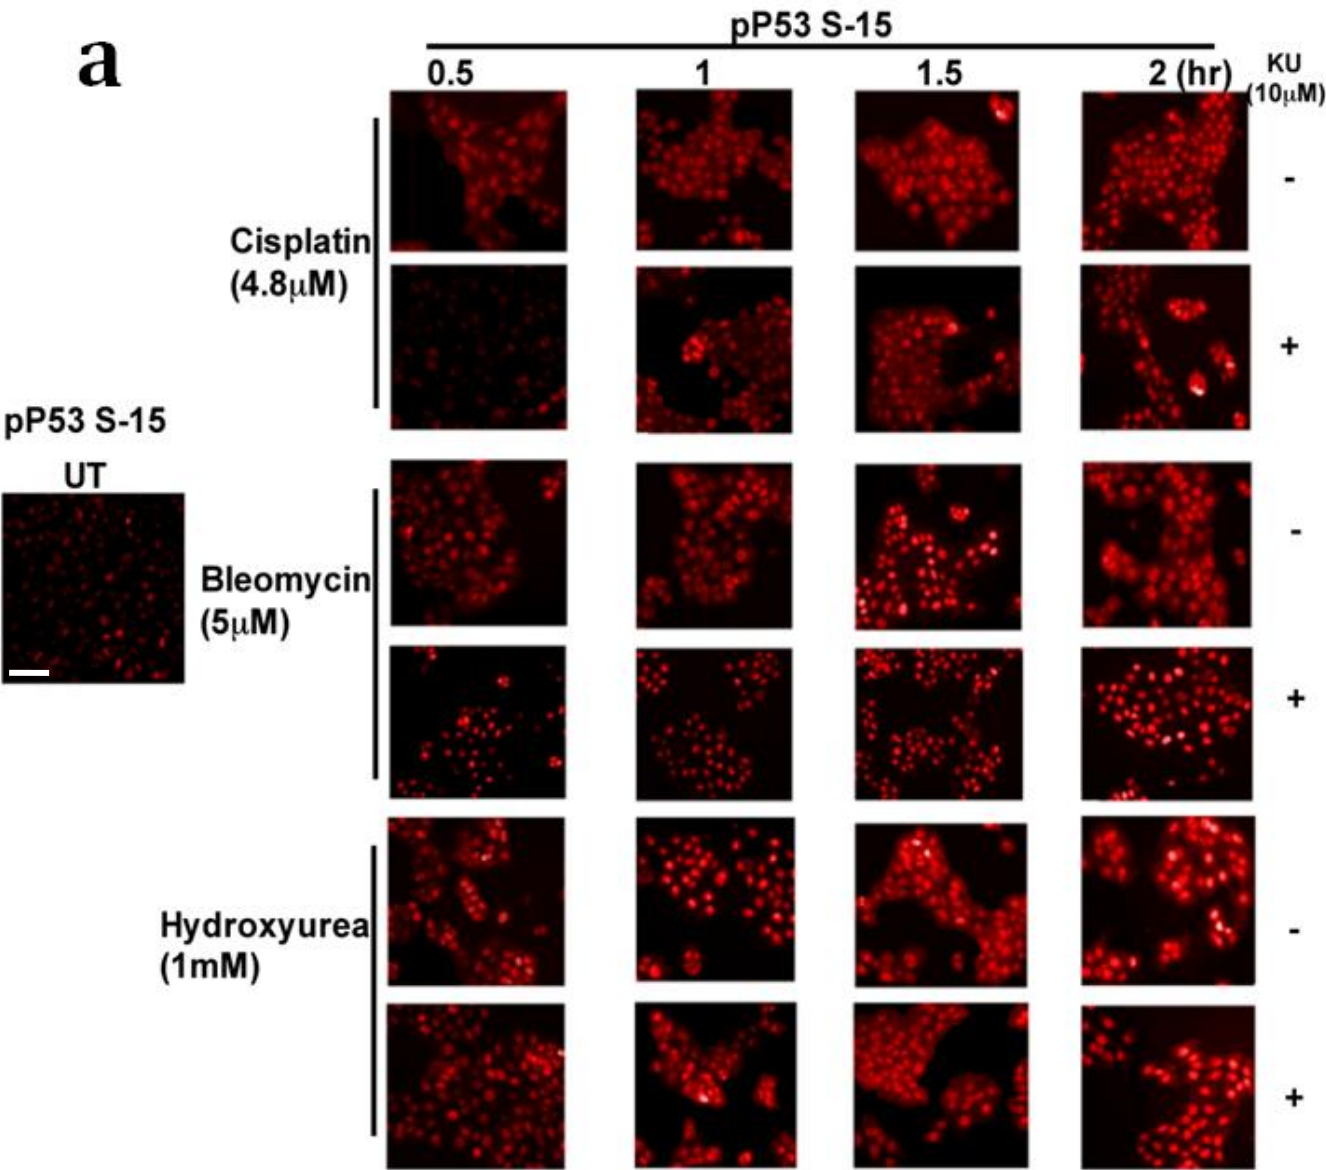 a
pP53 S-15
0.5 1 1.5 2 (hr)
KU
(10μM)
Cisplatin
(4.8μM)
-
+
pP53 S-15
UT
Bleomycin
(5μM)
-
+
Hydroxyurea
(1mM)
-
+